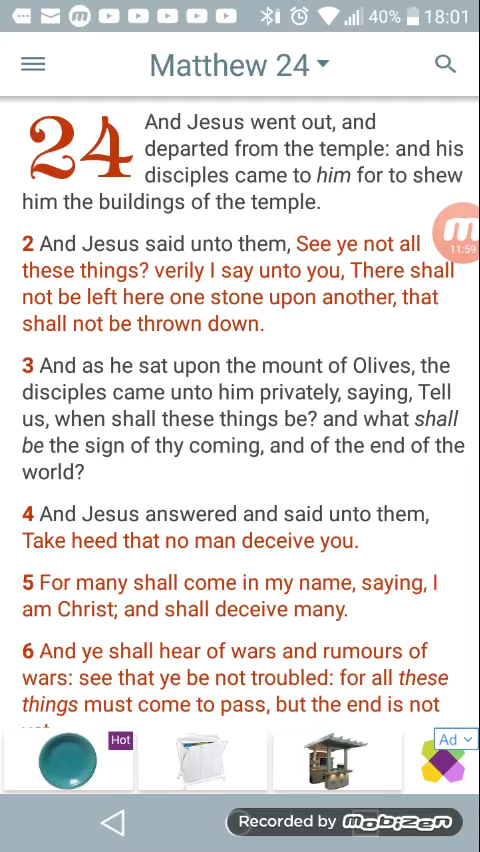 40% 18:01
Matthew 24
24 And Jesus went out, and
departed from the temple: and his
disciples came to him for to shew
him the buildings of the temple.
2 And Jesus said unto them, See ye not all
these things? verily I say unto you, There shall
not be left here one stone upon another, that
shall not be thrown down.
11:59
3 And as he sat upon the mount of Olives, the
disciples came unto him privately, saying, Tell
us, when shall these things be? and what shall
be the sign of thy coming, and of the end of the
world?
4 And Jesus answered and said unto them,
Take heed that no man deceive you.
5 For many shall come in my name, saying, I
am Christ; and shall deceive many.
6 And ye shall hear of wars and rumours of
wars: see that ye be not troubled: for all these
things must come to pass, but the end is not
Hot
Ad
Recorded by mobizen